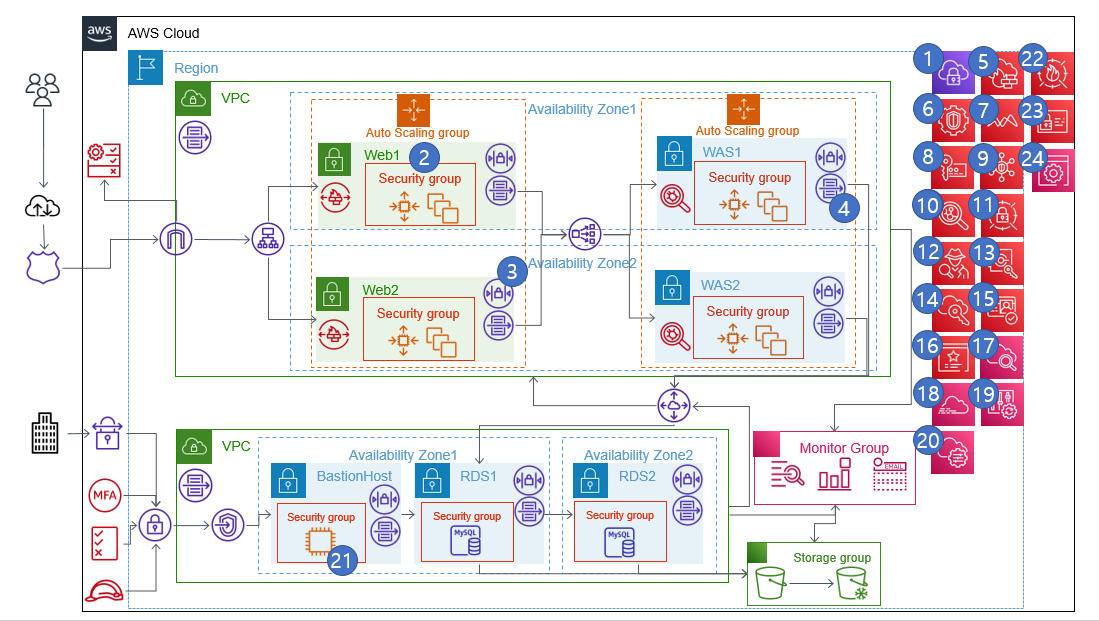 aws
AWS Cloud
Region
VPC
Availability Zone1
Auto Scaling group
Auto Scaling group
Web1
2
Security group
WAS1
Security group
4
Availability Zone2
3
Web2
Security group
WAS2
Security group
1
5
22
6
7
23
8
9
24
10
11
12
13
14
15
16
17
18
19
20
Monitor Group
EMAIL
VPC
Availability Zone1
Availability Zone2
BastionHost
RDS1
RDS2
Security group
Security group
Security group
MySQL
MySQL
21
MFA
Storage group